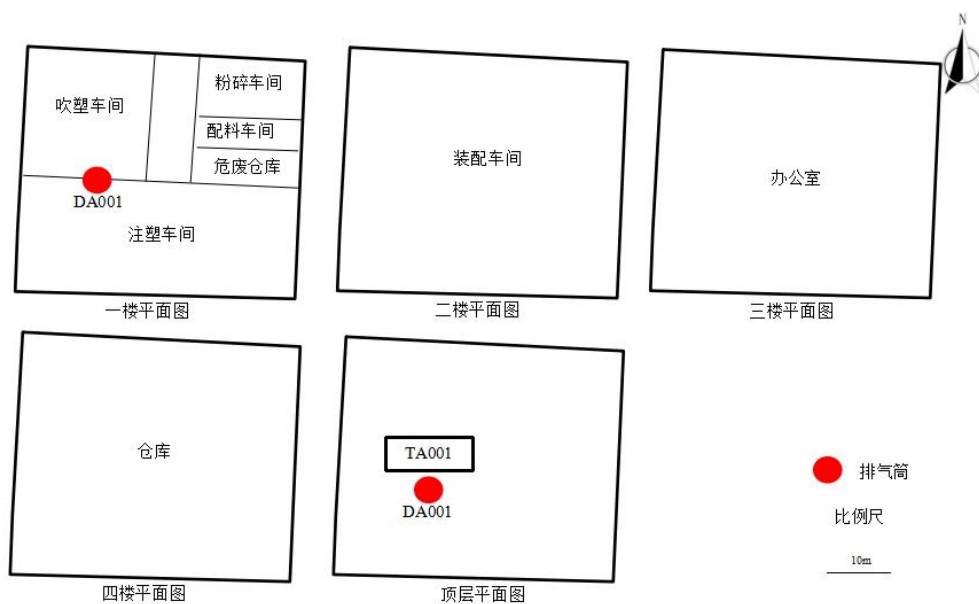 N
吹塑车间
粉碎车间
配料车间
危废仓库
DA001
注塑车间
一楼平面图
装配车间
二楼平面图
办公室
三楼平面图
仓库
四楼平面图
TA001
DA001
顶层平面图
排气筒
比例尺
10m